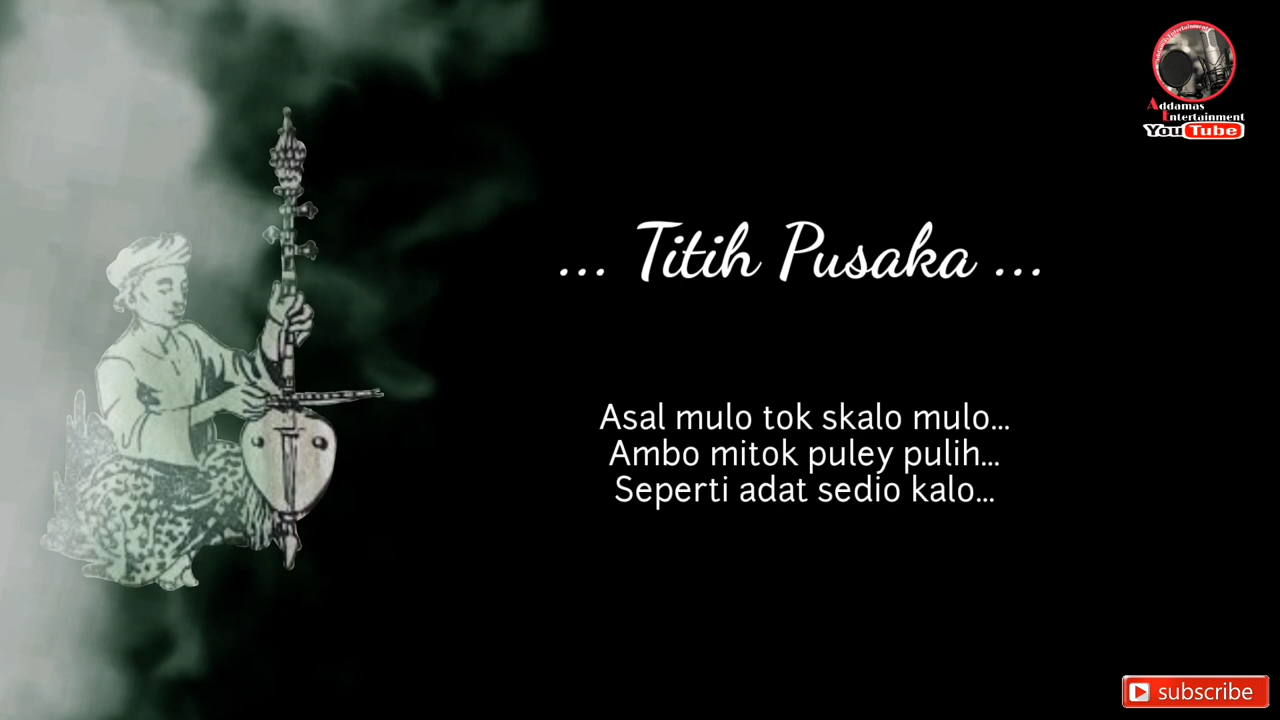 Addamas
Entertainment
YouTube
... Titih Pusaka ...
Asal mulo tok skalo mulo...
Ambo mitok puley pulih...
Seperti adat sedio kalo...
subscribe